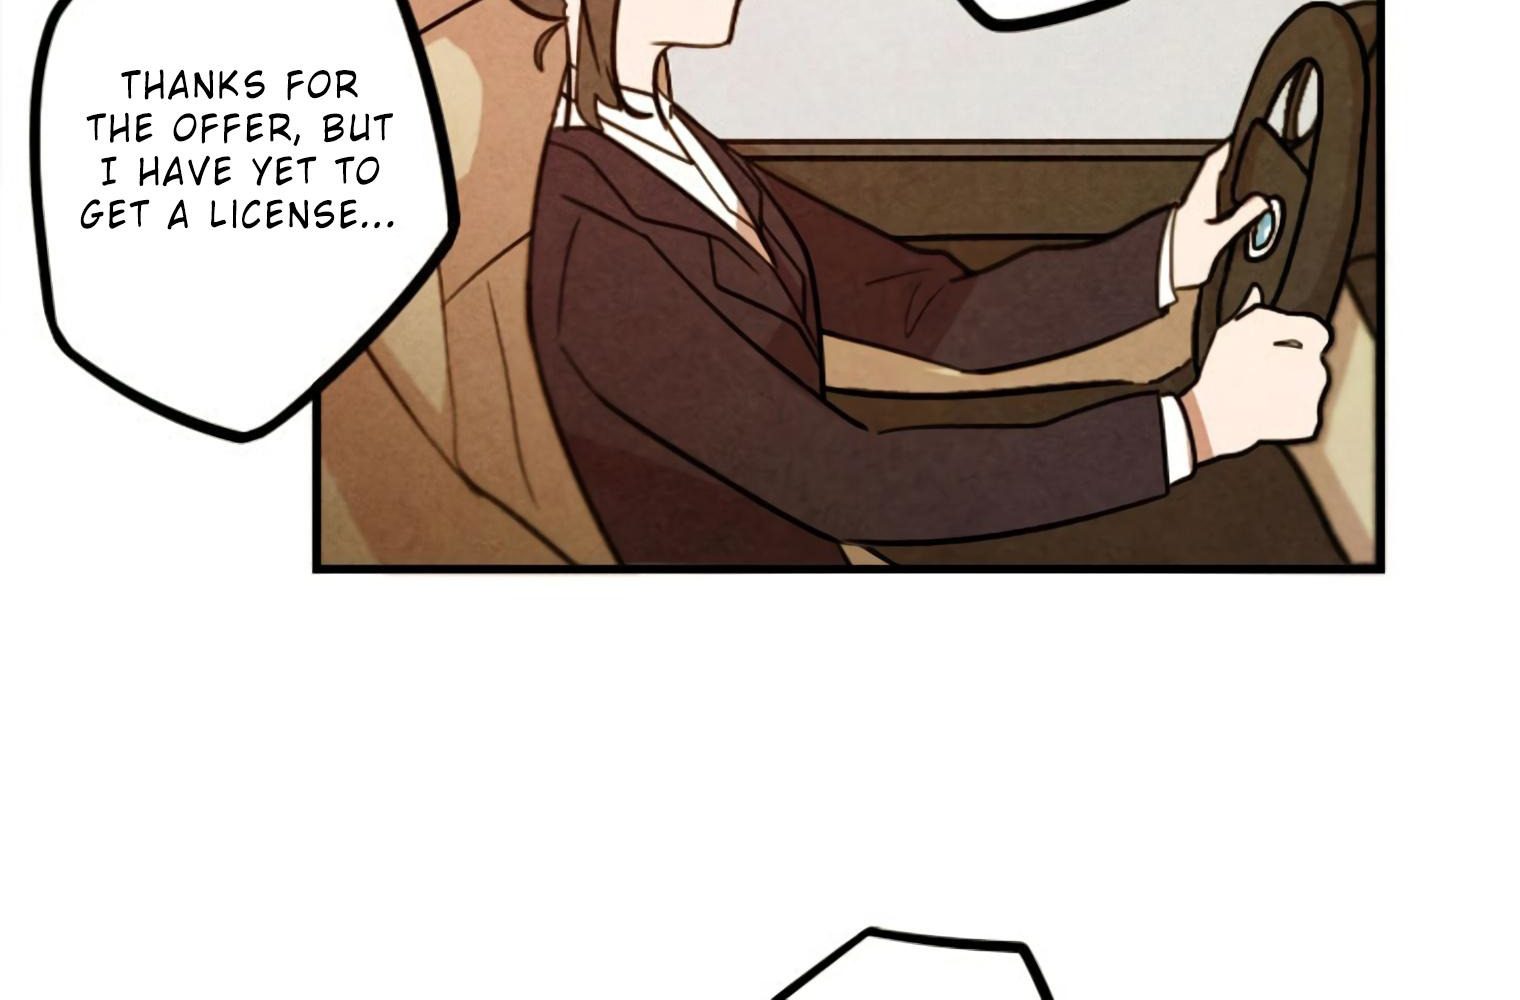 THANKS FOR
THE OFFER, BUT
I HAVE YET TO
GET A LICENSE...